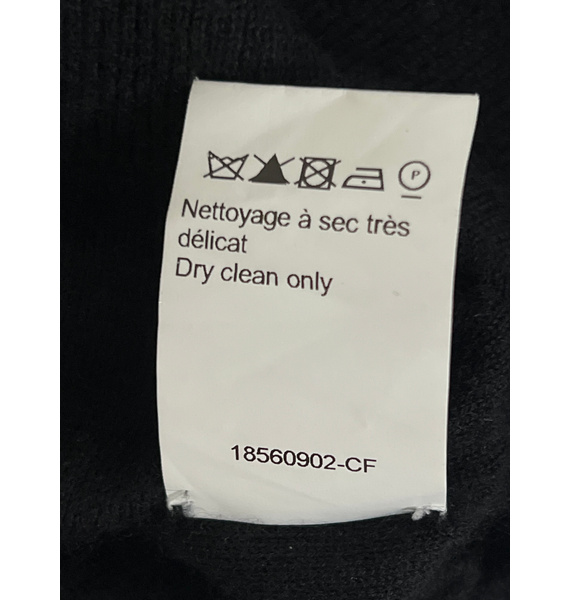 P
Nettoyage à sec très
délicat
Dry clean only
18560902-CF